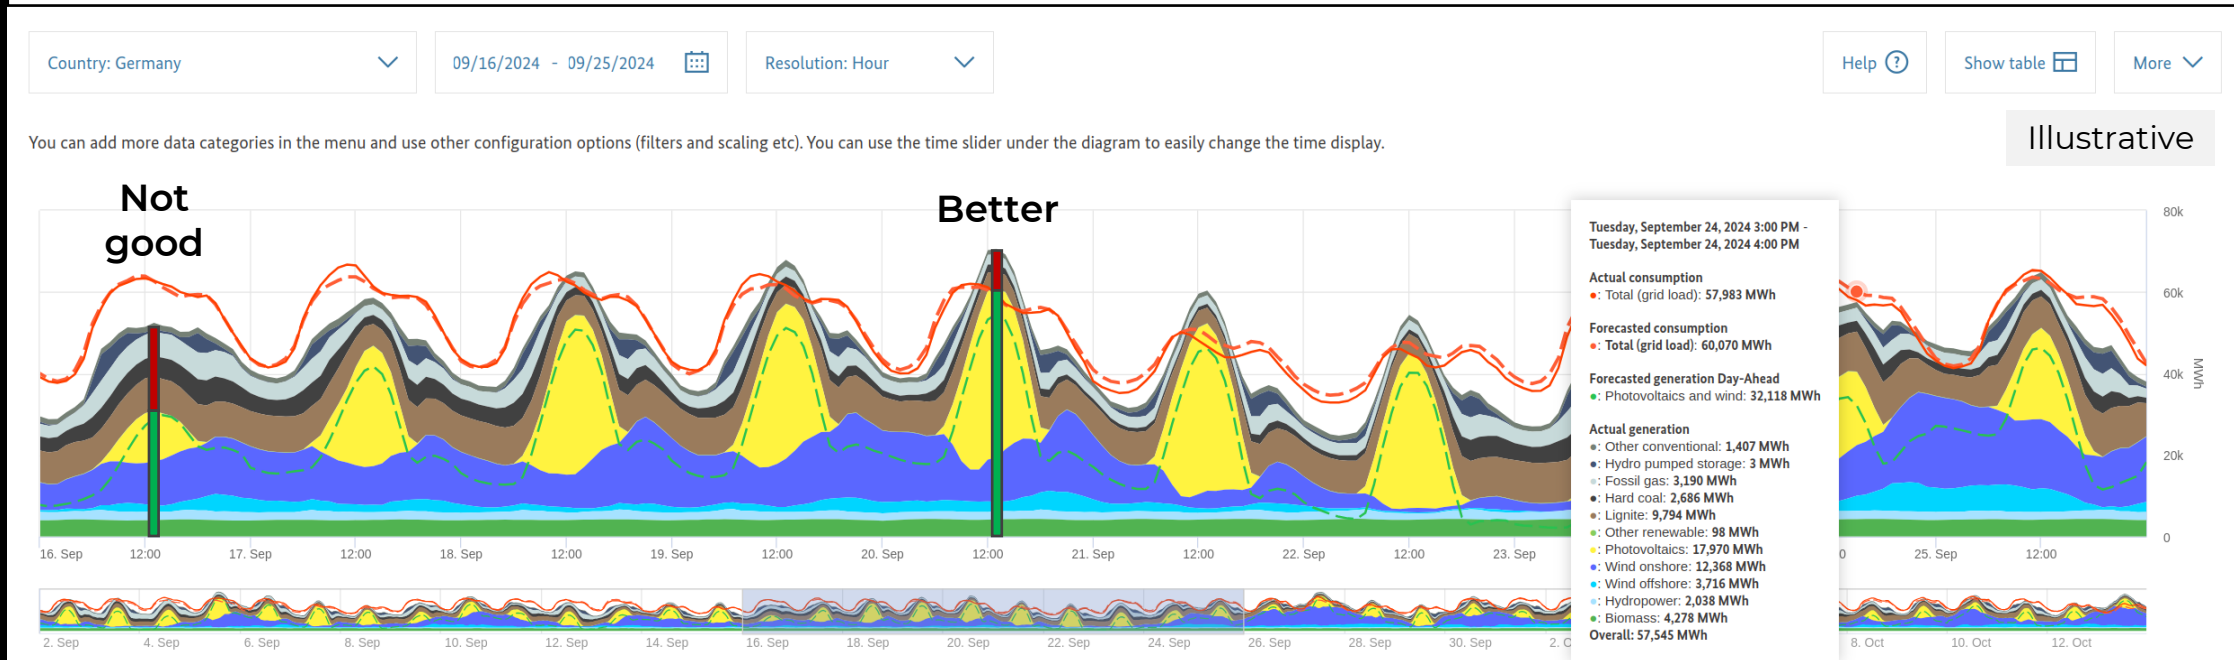 Country: Germany
09/16/2024 - 09/25/2024
Resolution: Hour
Help ?
Show table
More
Illustrative
You can add more data categories in the menu and use other configuration options (filters and scaling etc). You can use the time slider under the diagram to easily change the time display.
Not
good
Better
80k
60k
40k
20k
0
MWh
Tuesday, September 24, 2024 3:00 PM -
Tuesday, September 24, 2024 4:00 PM
Actual consumption
: Total (grid load): 57,983 MWh
Forecasted consumption
: Total (grid load): 60,070 MWh
Forecasted generation Day-Ahead
: Photovoltaics and wind: 32,118 MWh
Actual generation
: Other conventional: 1,407 MWh
: Hydro pumped storage: 3 MWh
: Fossil gas: 3,190 MWh
: Hard coal: 2,686 MWh
: Lignite: 9,794 MWh
: Other renewable: 98 MWh
: Photovoltaics: 17,970 MWh
: Wind onshore: 12,368 MWh
: Wind offshore: 3,716 MWh
: Hydropower: 2,038 MWh
: Biomass: 4,278 MWh
Overall: 57,545 MWh
16. Sep 12:00 17. Sep 12:00 18. Sep 12:00 19. Sep 12:00 20. Sep 12:00 21. Sep 12:00 22. Sep 12:00 23. Sep 0 25. Sep 12:00
2. Sep 4. Sep 6. Sep 8. Sep 10. Sep 12. Sep 14. Sep 16. Sep 18. Sep 20. Sep 22. Sep 24. Sep 26. Sep 28. Sep 30. Sep 2. O 8. Oct 10. Oct 12. Oct